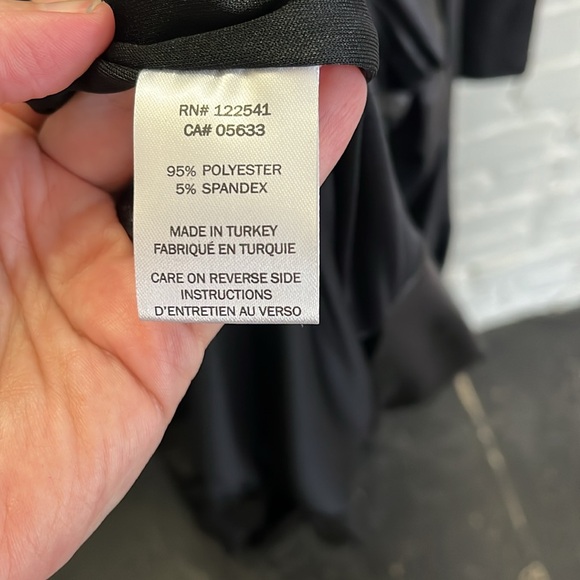 RN# 122541
CA# 05633
95% POLYESTER
5% SPANDEX
MADE IN TURKEY
FABRIQUÉ EN TURQUIE
CARE ON REVERSE SIDE
INSTRUCTIONS
D'ENTRETIEN AU VERSO